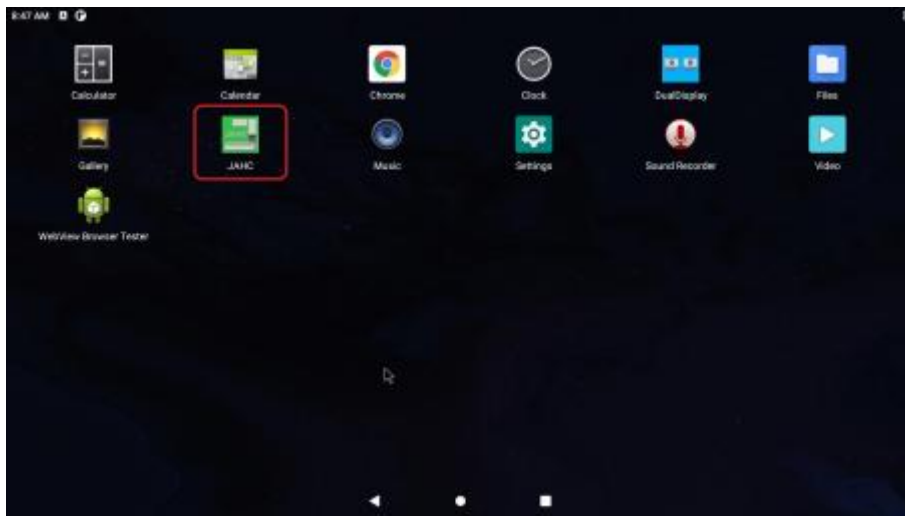 8:47 AM
Calculator
Calendar
Chrome
Clock
DualDisplay
Files
Gallery
JAHC
Music
Settings
Sound Recorder
Video
WebView Browser Tester